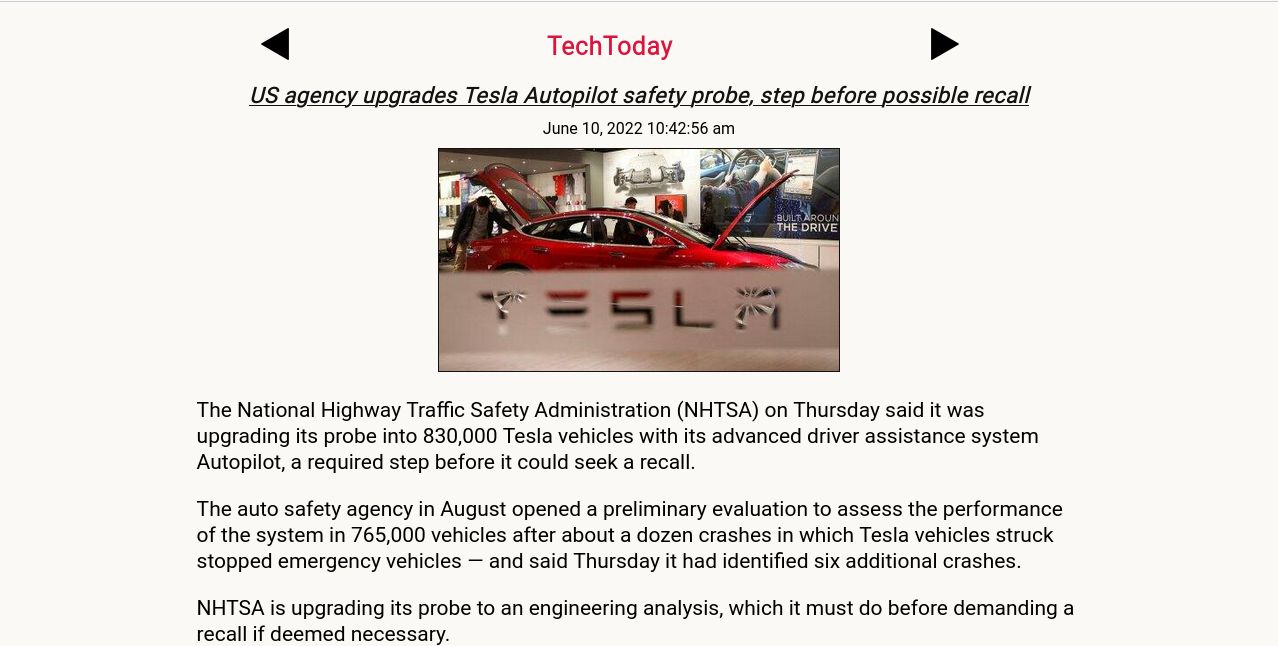 TechToday
US agency upgrades Tesla Autopilot safety probe, step before possible recall
June 10, 2022 10:42:56 am
BUILT AROUN
THE DRIVE
TESLA
The National Highway Traffic Safety Administration (NHTSA) on Thursday said it was
upgrading its probe into 830,000 Tesla vehicles with its advanced driver assistance system
Autopilot, a required step before it could seek a recall.
The auto safety agency in August opened a preliminary evaluation to assess the performance
of the system in 765,000 vehicles after about a dozen crashes in which Tesla vehicles struck
stopped emergency vehicles — and said Thursday it had identified six additional crashes.
NHTSA is upgrading its probe to an engineering analysis, which it must do before demanding a
recall if deemed necessary.